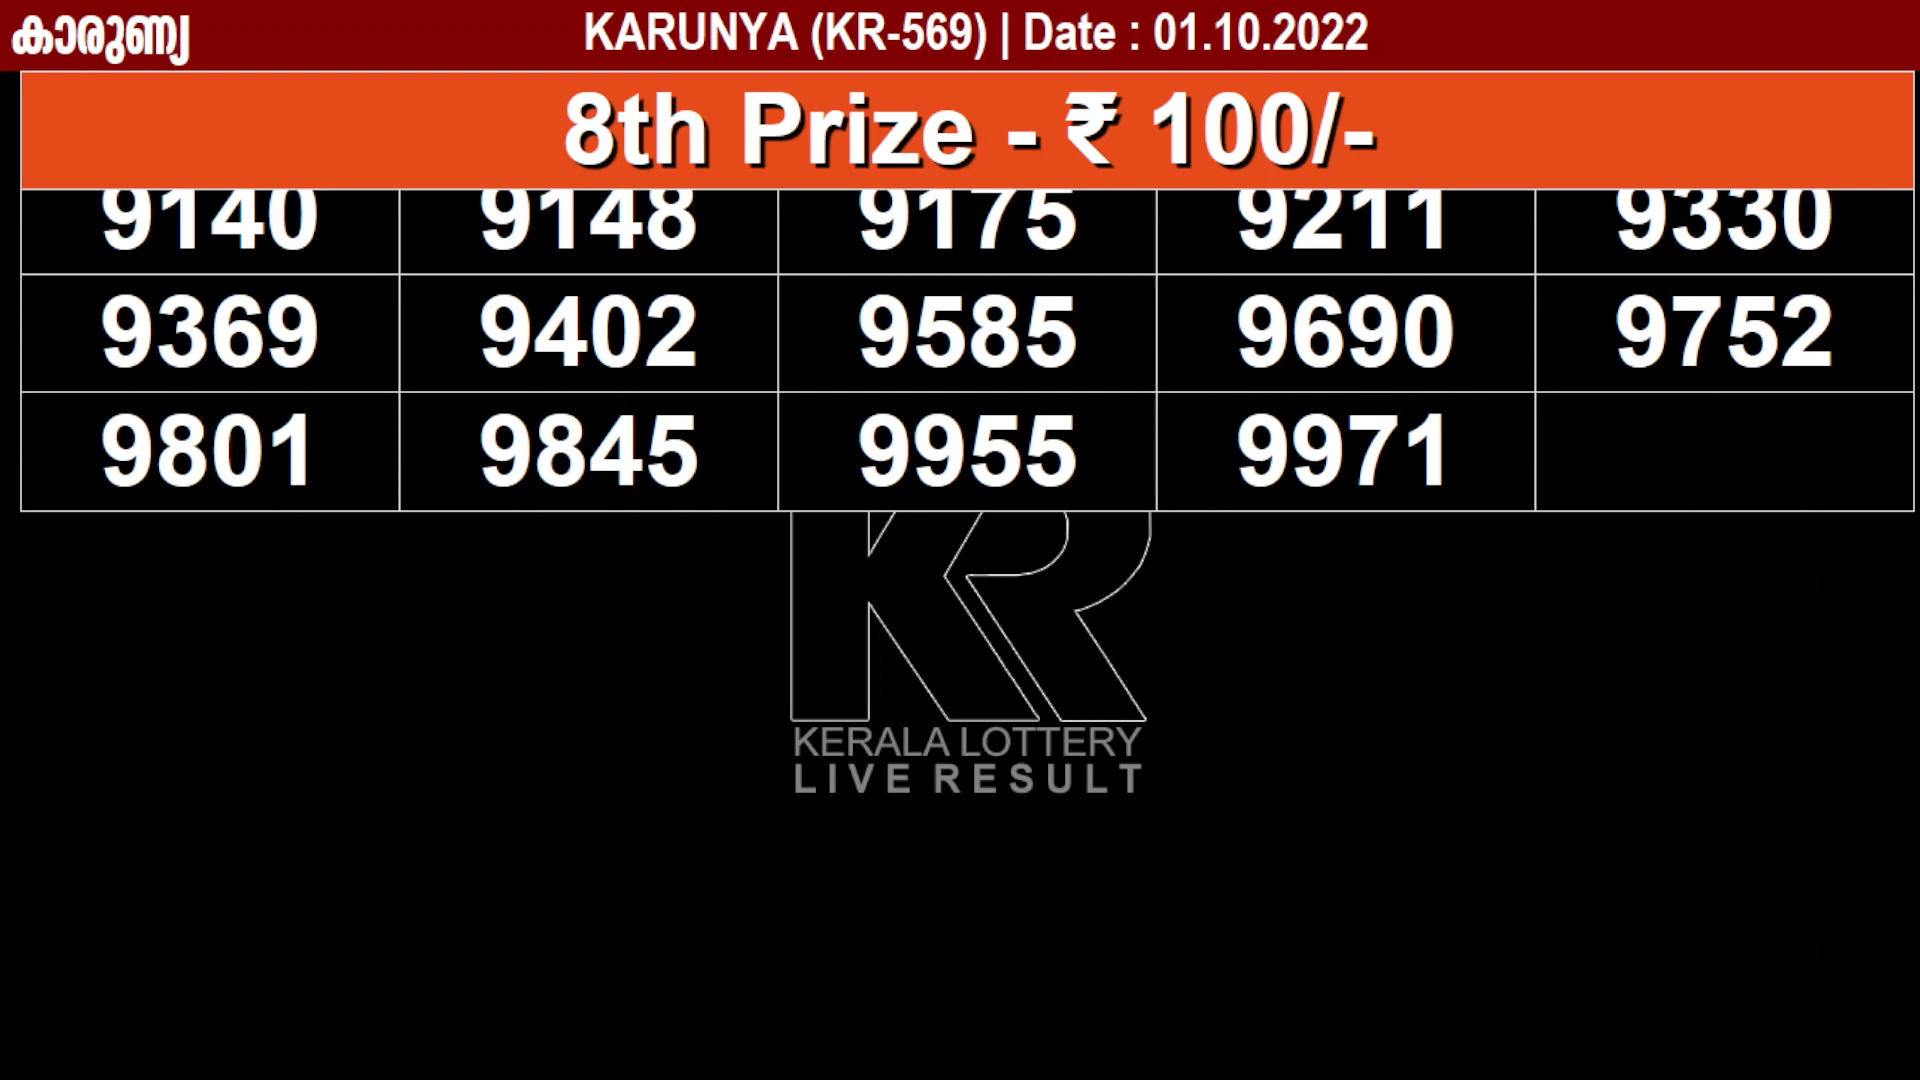 കാരുണ്യ
KARUNYA (KR-569) | Date : 01.10.2022
8th Prize - ₹ 100/-
9140 9148 9175 9211 9330
9369 9402 9585 9690 9752
9801 9845 9955 9971
KR
KERALA LOTTERY
LIVE RESULT